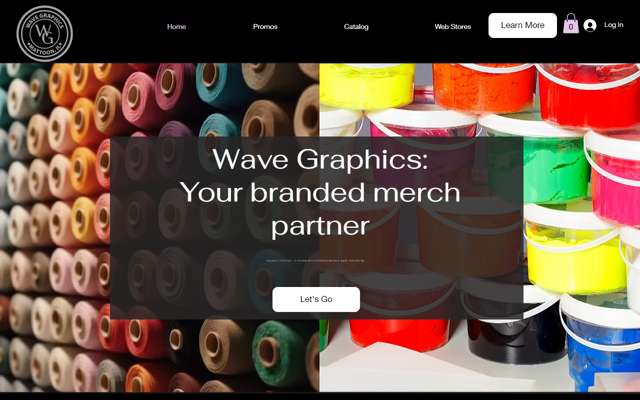 WAVE GRAPHICS
WG
MATTOON, IL
Home
Promos
Catalog
Web Stores
Learn More
0
Log In
Wave Graphics:
Your branded merch
partner
Let's Go